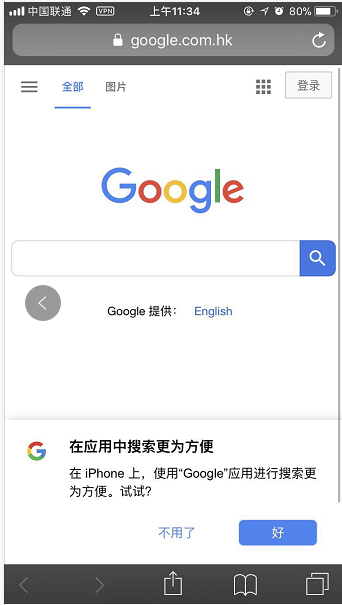 中国联通 VPN 上午11:34 80%
google.com.hk
全部 图片 登录
Google
Google 提供： English
在应用中搜索更为方便
在 iPhone 上，使用“Google”应用进行搜索更
为方便。试试?
不用了 好